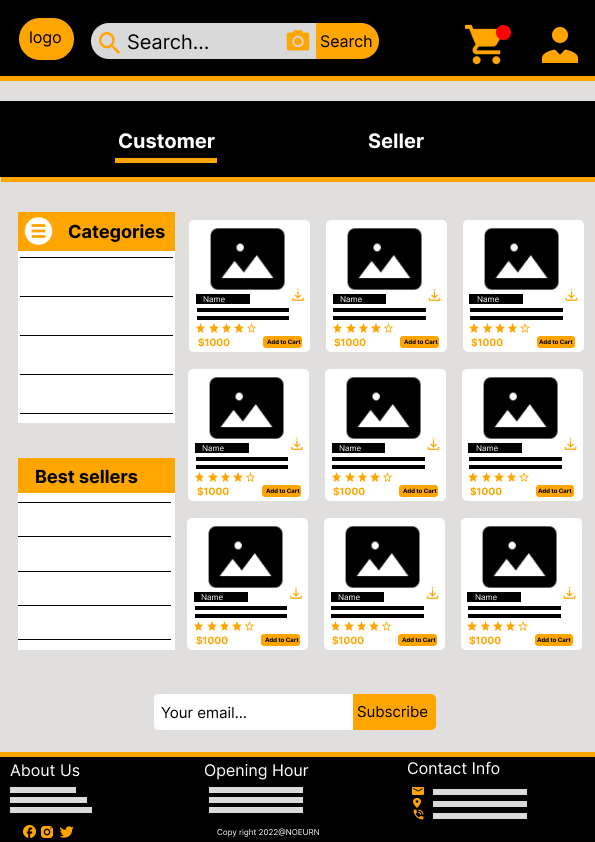 logo
Search...
Search
Customer
Seller
Categories
Name
Name
Name
$1000
Add to Cart
$1000
Add to Cart
$1000
Add to Cart
Name
Name
Name
$1000
Add to Cart
$1000
Add to Cart
$1000
Add to Cart
Best sellers
Name
Name
Name
$1000
Add to Cart
$1000
Add to Cart
$1000
Add to Cart
Your email...
Subscribe
About Us
Opening Hour
Contact Info
Copy right 2022@NOEURN